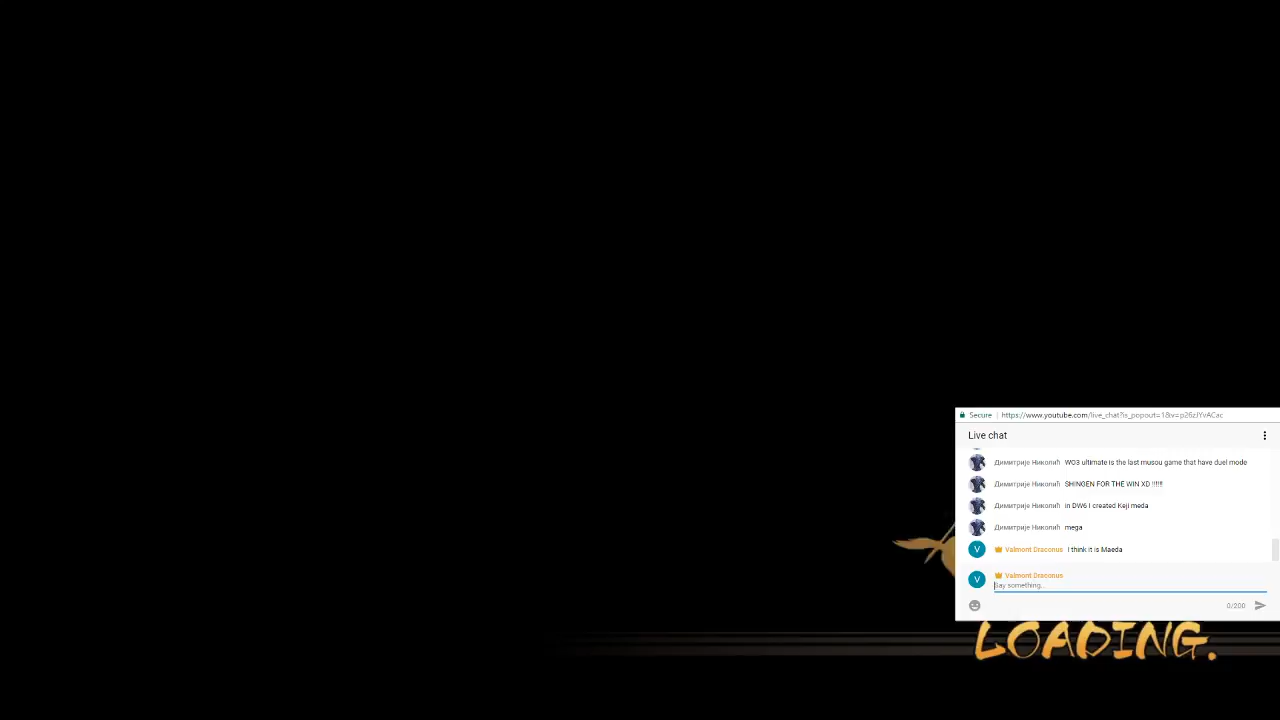 Secure | https://www.youtube.com/live_chat?is_popout=1&v=p26zJYvACac
Live chat
Димитрије Николић WO3 ultimate is the last musou game that have duel mode
Димитрије Николић SHINGEN FOR THE WIN XD !!!!!!
Димитрије Николић in DW6 I created Keji meda
Димитрије Николић mega
V Valmont Draconus I think it is Maeda
V Valmont Draconus
Say something...
0/200
LOADING.